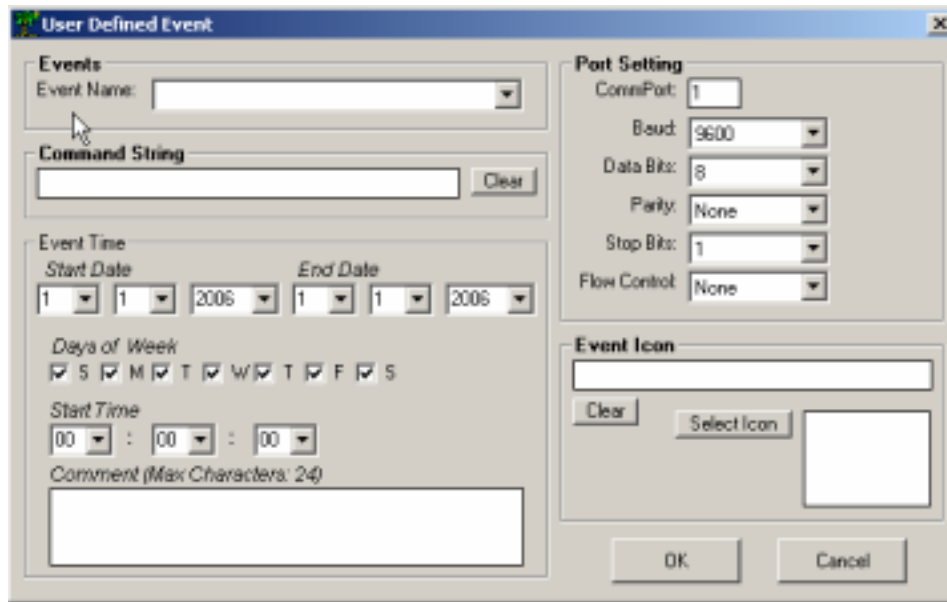 User Defined Event
Events
Event Name:
Command String
Clear
Event Time
Start Date End Date
1 1 2006 1 1 2006
Days of Week
S M T W T F S
Start Time
00 : 00 : 00
Comment (Max Characters: 24)
Port Setting
CommPort: 1
Baud: 9600
Data Bits: 8
Parity: None
Stop Bits: 1
Flow Control: None
Event Icon
Clear
Select Icon
OK Cancel